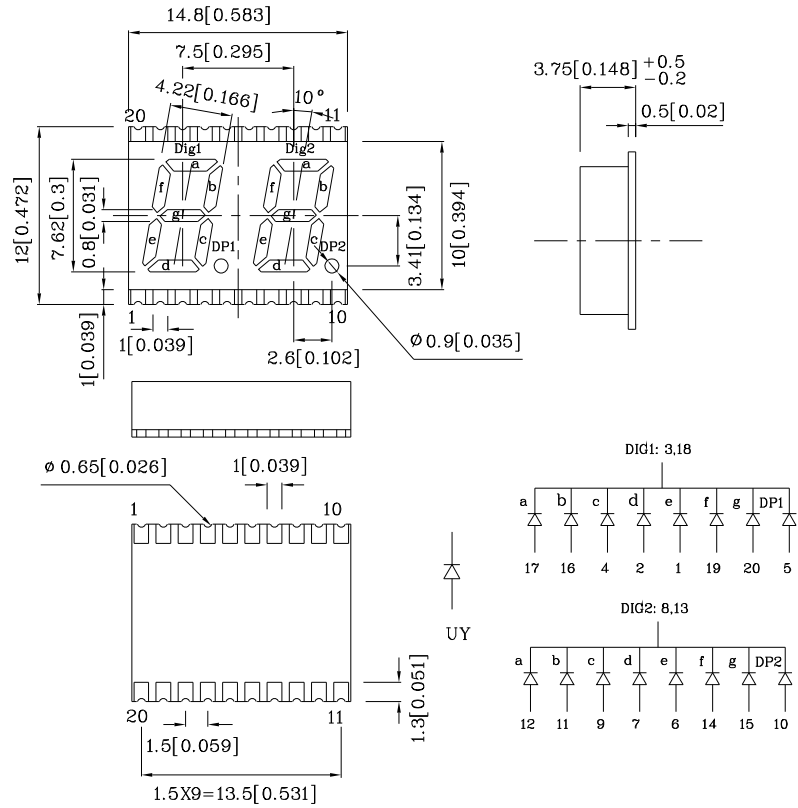 14.8[0.583]
7.5[0.295]
4.22[0.166]
10°
20
11
Dig1
Dig2
a
f
b
g
e
c
d
DP1
a
f
b
g
e
c
d
DP2
12[0.472]
7.62[0.3]
0.8[0.031]
1[0.039]
3.41[0.134]
10[0.394]
1
10
1[0.039]
2.6[0.102]
Ø0.9[0.035]
3.75[0.148] +0.5 −0.2
0.5[0.02]
Ø0.65[0.026]
1[0.039]
1
10
20
11
1.3[0.051]
1.5[0.059]
1.5X9=13.5[0.531]
UY
DIG1: 3,18
a b c d e f g DP1
17 16 4 2 1 19 20 5
DIG2: 8,13
a b c d e f g DP2
12 11 9 7 6 14 15 10